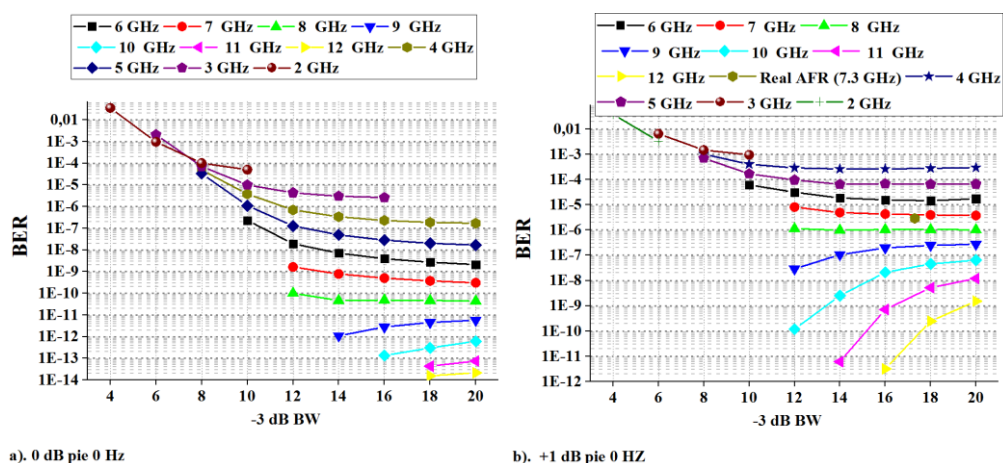 6 GHz 7 GHz 8 GHz 9 GHz
10 GHz 11 GHz 12 GHz 4 GHz
5 GHz 3 GHz 2 GHz
0,01
1E-3
1E-4
1E-5
1E-6
1E-7
1E-8
1E-9
1E-10
1E-11
1E-12
1E-13
1E-14
BER
4 6 8 10 12 14 16 18 20
-3 dB BW
a). 0 dB pie 0 Hz
6 GHz 7 GHz 8 GHz
9 GHz 10 GHz 11 GHz
12 GHz Real AFR (7.3 GHz) 4 GHz
5 GHz 3 GHz 2 GHz
0,01
1E-3
1E-4
1E-5
1E-6
1E-7
1E-8
1E-9
1E-10
1E-11
1E-12
BER
4 6 8 10 12 14 16 18 20
-3 dB BW
b). +1 dB pie 0 HZ